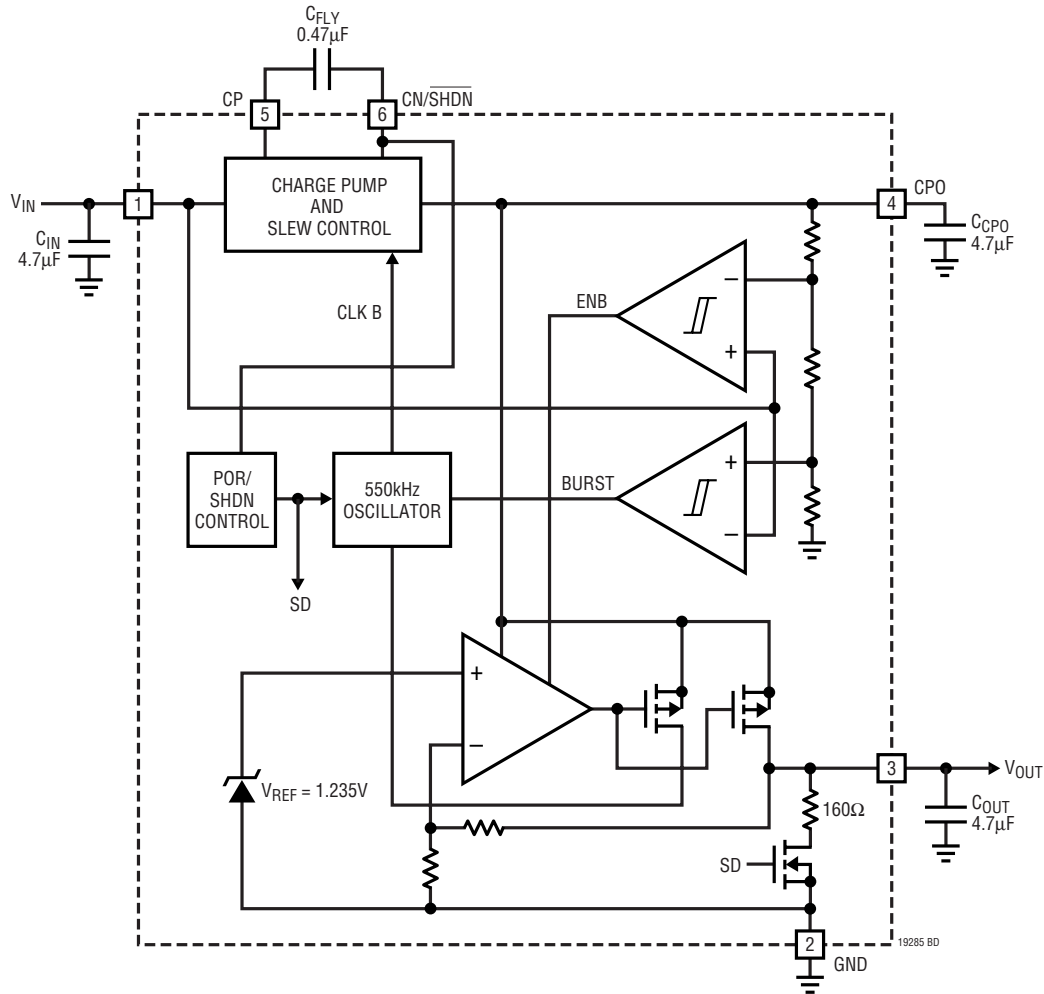 C_FLY
0.47μF
CP
5
6
CN/S̅H̅D̅N̅
V_IN
1
CHARGE PUMP
AND
SLEW CONTROL
4
CPO
C_IN
4.7μF
C_CPO
4.7μF
–
ENB
CLK B
+
POR/
SHDN
CONTROL
550kHz
OSCILLATOR
BURST
+
–
SD
+
–
V_REF = 1.235V
3
V_OUT
160Ω
C_OUT
4.7μF
SD
2
GND
19285 BD